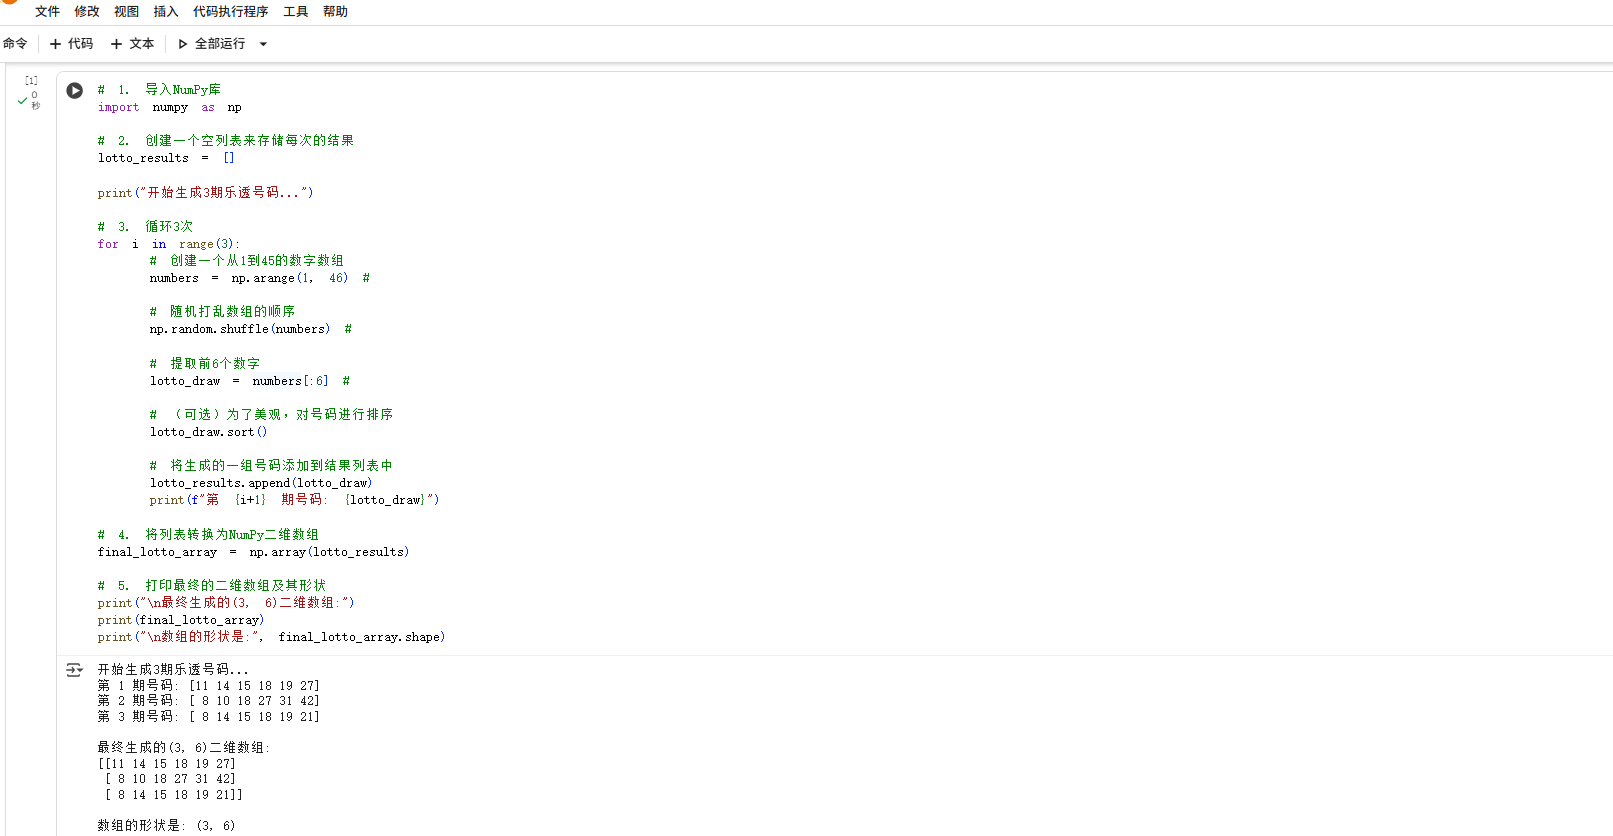 文件 修改 视图 插入 代码执行程序 工具 帮助
命令 + 代码 + 文本 全部运行
[1]
0
秒
# 1. 导入NumPy库
import numpy as np
# 2. 创建一个空列表来存储每次的结果
lotto_results = []
print("开始生成3期乐透号码...")
# 3. 循环3次
for i in range(3):
# 创建一个从1到45的数字数组
numbers = np.arange(1, 46) #
# 随机打乱数组的顺序
np.random.shuffle(numbers) #
# 提取前6个数字
lotto_draw = numbers[:6] #
# （可选）为了美观，对号码进行排序
lotto_draw.sort()
# 将生成的一组号码添加到结果列表中
lotto_results.append(lotto_draw)
print(f"第 {i+1} 期号码: {lotto_draw}")
# 4. 将列表转换为NumPy二维数组
final_lotto_array = np.array(lotto_results)
# 5. 打印最终的二维数组及其形状
print("\n最终生成的(3, 6)二维数组:")
print(final_lotto_array)
print("\n数组的形状是:", final_lotto_array.shape)
开始生成3期乐透号码...
第 1 期号码: [11 14 15 18 19 27]
第 2 期号码: [ 8 10 18 27 31 42]
第 3 期号码: [ 8 14 15 18 19 21]
最终生成的(3, 6)二维数组:
[[11 14 15 18 19 27]
[ 8 10 18 27 31 42]
[ 8 14 15 18 19 21]]
数组的形状是: (3, 6)